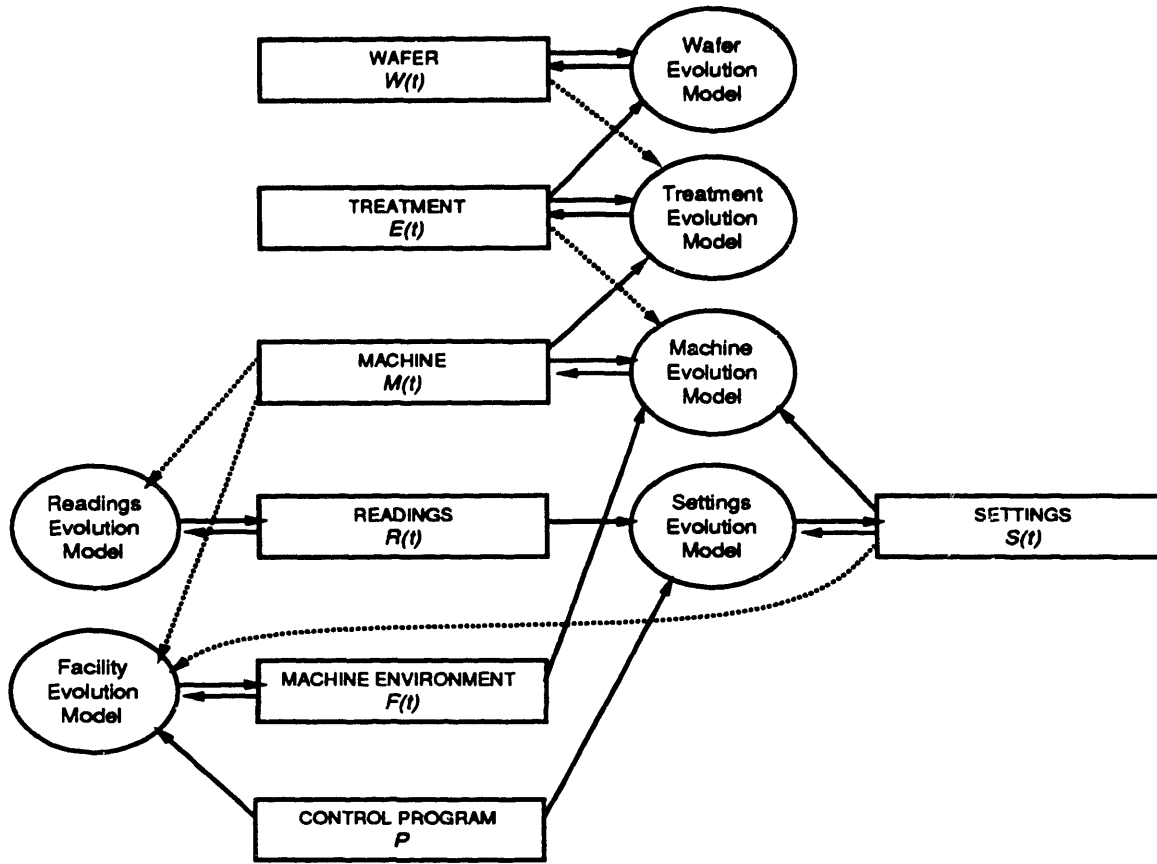 WAFER
W(t)
Wafer
Evolution
Model
TREATMENT
E(t)
Treatment
Evolution
Model
MACHINE
M(t)
Machine
Evolution
Model
Readings
Evolution
Model
READINGS
R(t)
Settings
Evolution
Model
SETTINGS
S(t)
Facility
Evolution
Model
MACHINE ENVIRONMENT
F(t)
CONTROL PROGRAM
P